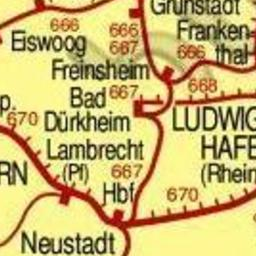 Grünstadt
666
666
Franken-
Eiswoog
667
666
thal
Freinsheim
668
Bad
667
p.
670
Dürkheim
LUDWIG
HAFE
Lambrecht
RN
(Pf)
667
(Rhein
Hbf
670
Neustadt